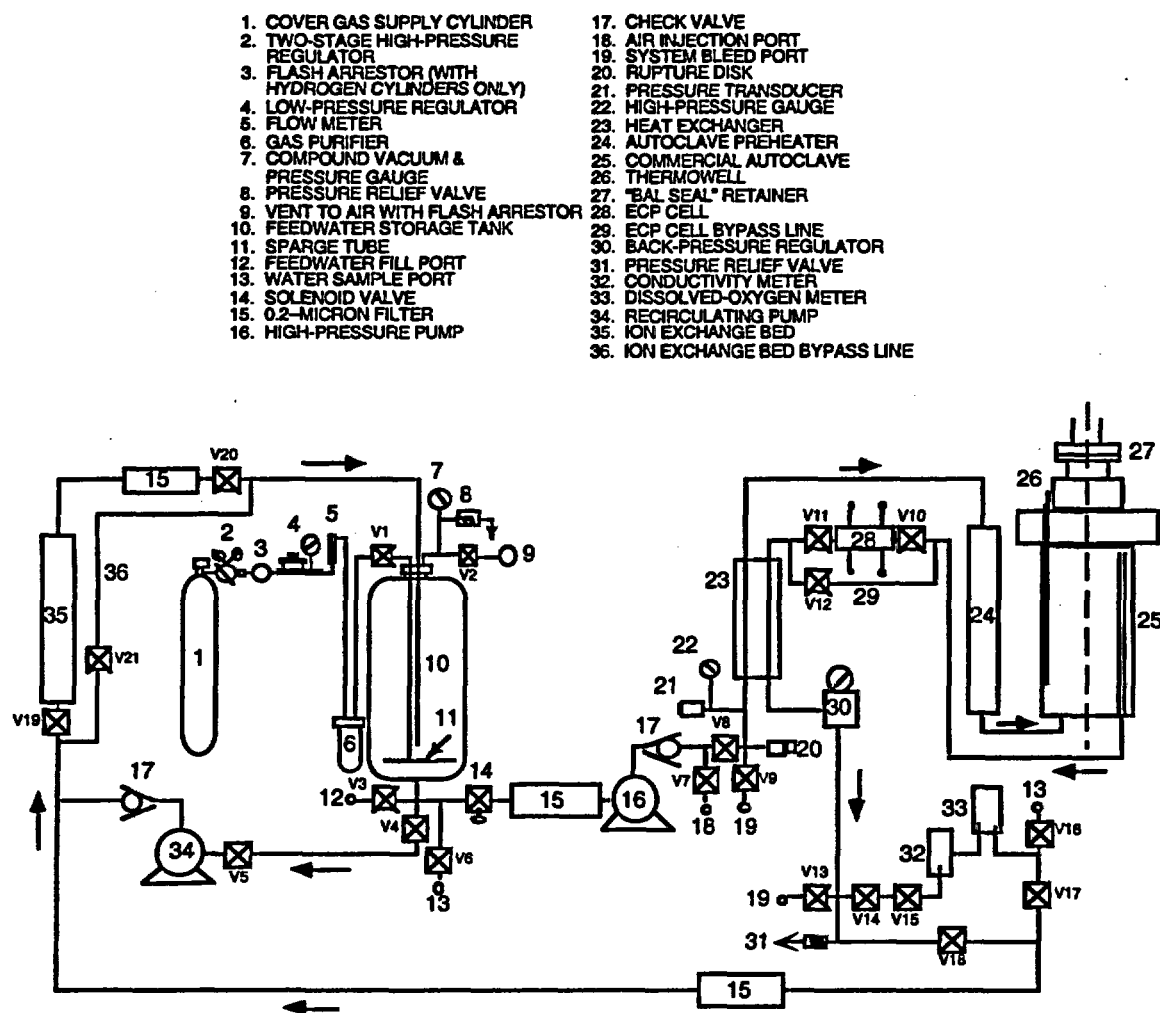 1. COVER GAS SUPPLY CYLINDER
2. TWO-STAGE HIGH-PRESSURE
REGULATOR
3. FLASH ARRESTOR (WITH
HYDROGEN CYLINDERS ONLY)
4. LOW-PRESSURE REGULATOR
5. FLOW METER
6. GAS PURIFIER
7. COMPOUND VACUUM &
PRESSURE GAUGE
8. PRESSURE RELIEF VALVE
9. VENT TO AIR WITH FLASH ARRESTOR
10. FEEDWATER STORAGE TANK
11. SPARGE TUBE
12. FEEDWATER FILL PORT
13. WATER SAMPLE PORT
14. SOLENOID VALVE
15. 0.2–MICRON FILTER
16. HIGH-PRESSURE PUMP
17. CHECK VALVE
18. AIR INJECTION PORT
19. SYSTEM BLEED PORT
20. RUPTURE DISK
21. PRESSURE TRANSDUCER
22. HIGH-PRESSURE GAUGE
23. HEAT EXCHANGER
24. AUTOCLAVE PREHEATER
25. COMMERCIAL AUTOCLAVE
26. THERMOWELL
27. "BAL SEAL" RETAINER
28. ECP CELL
29. ECP CELL BYPASS LINE
30. BACK-PRESSURE REGULATOR
31. PRESSURE RELIEF VALVE
32. CONDUCTIVITY METER
33. DISSOLVED-OXYGEN METER
34. RECIRCULATING PUMP
35. ION EXCHANGE BED
36. ION EXCHANGE BED BYPASS LINE
15
V20
7
8
2
3
4
5
V1
V2
9
36
35
1
10
11
V21
V19
6
V3
17
12
14
V4
15
16
34
V5
V6
13
27
26
V11
28
V10
23
V12
29
24
25
22
21
30
17
V8
20
V7
V9
18
19
33
13
32
V16
V13
19
V14
V15
V17
31
V18
15